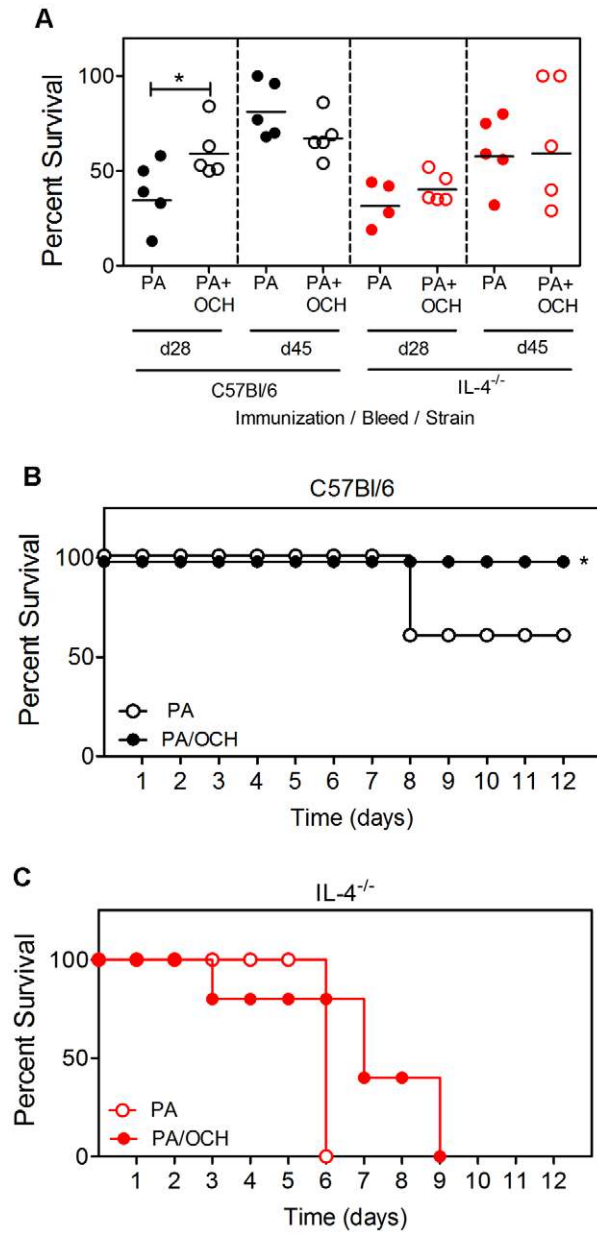 A
Percent Survival
100
50
0
*
PA PA+ PA PA+ PA PA+ PA PA+
OCH OCH OCH OCH
d28 d45 d28 d45
C57Bl/6 IL-4-/-
Immunization / Bleed / Strain
B
C57Bl/6
Percent Survival
100
50
0
*
PA
PA/OCH
1 2 3 4 5 6 7 8 9 10 11 12
Time (days)
C
IL-4-/-
Percent Survival
100
50
0
PA
PA/OCH
1 2 3 4 5 6 7 8 9 10 11 12
Time (days)